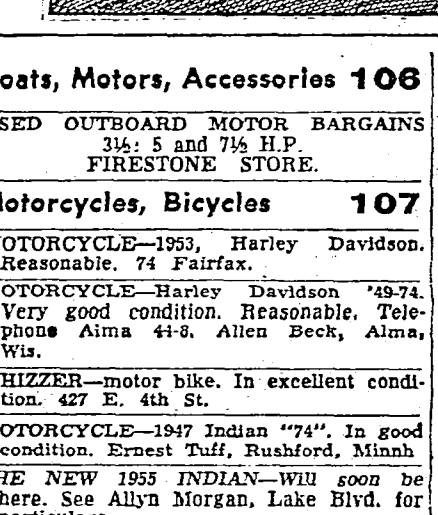 oats, Motors, Accessories 106
SED OUTBOARD MOTOR BARGAINS
3½: 5 and 7½ H.P.
FIRESTONE STORE.
otorcycles, Bicycles 107
OTORCYCLE—1953, Harley Davidson.
Reasonable. 74 Fairfax.
OTORCYCLE—Harley Davidson '49-74.
Very good condition. Reasonable. Tele-
phone Alma 44-8. Allen Beck, Alma,
Wis.
HIZZER—motor bike. In excellent condi-
tion. 427 E. 4th St.
OTORCYCLE—1947 Indian "74". In good
condition. Ernest Tuff, Rushford, Minnh
HE NEW 1955 INDIAN—Will soon be
here. See Allyn Morgan, Lake Blvd. for